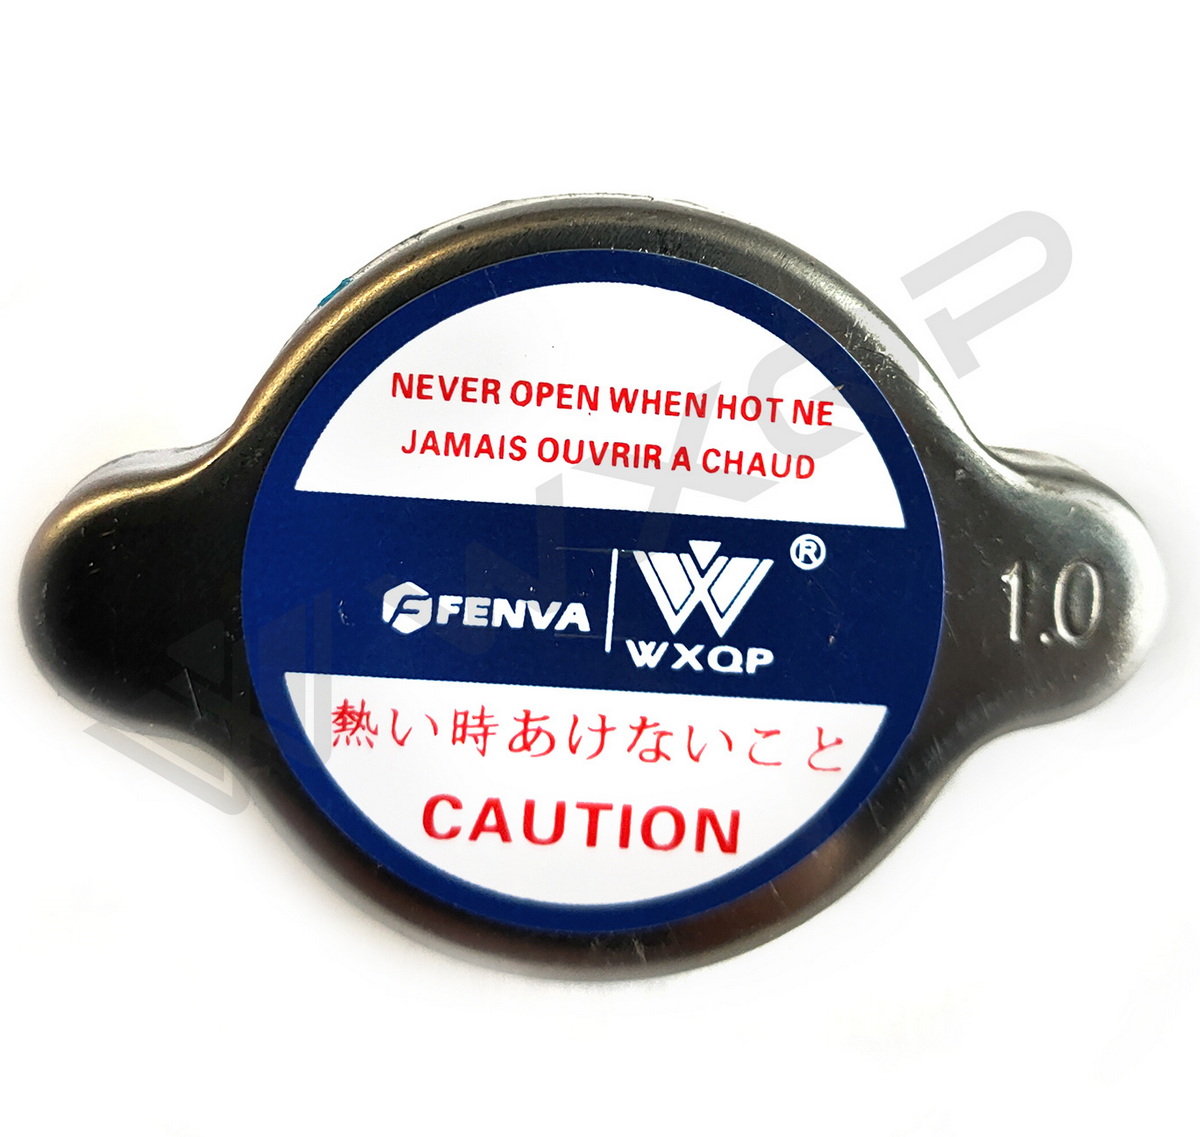 NEVER OPEN WHEN HOT NE
JAMAIS OUVRIR A CHAUD
FENVA
W ®
WXQP
1.0
熱い時あけないこと
CAUTION
WXQP